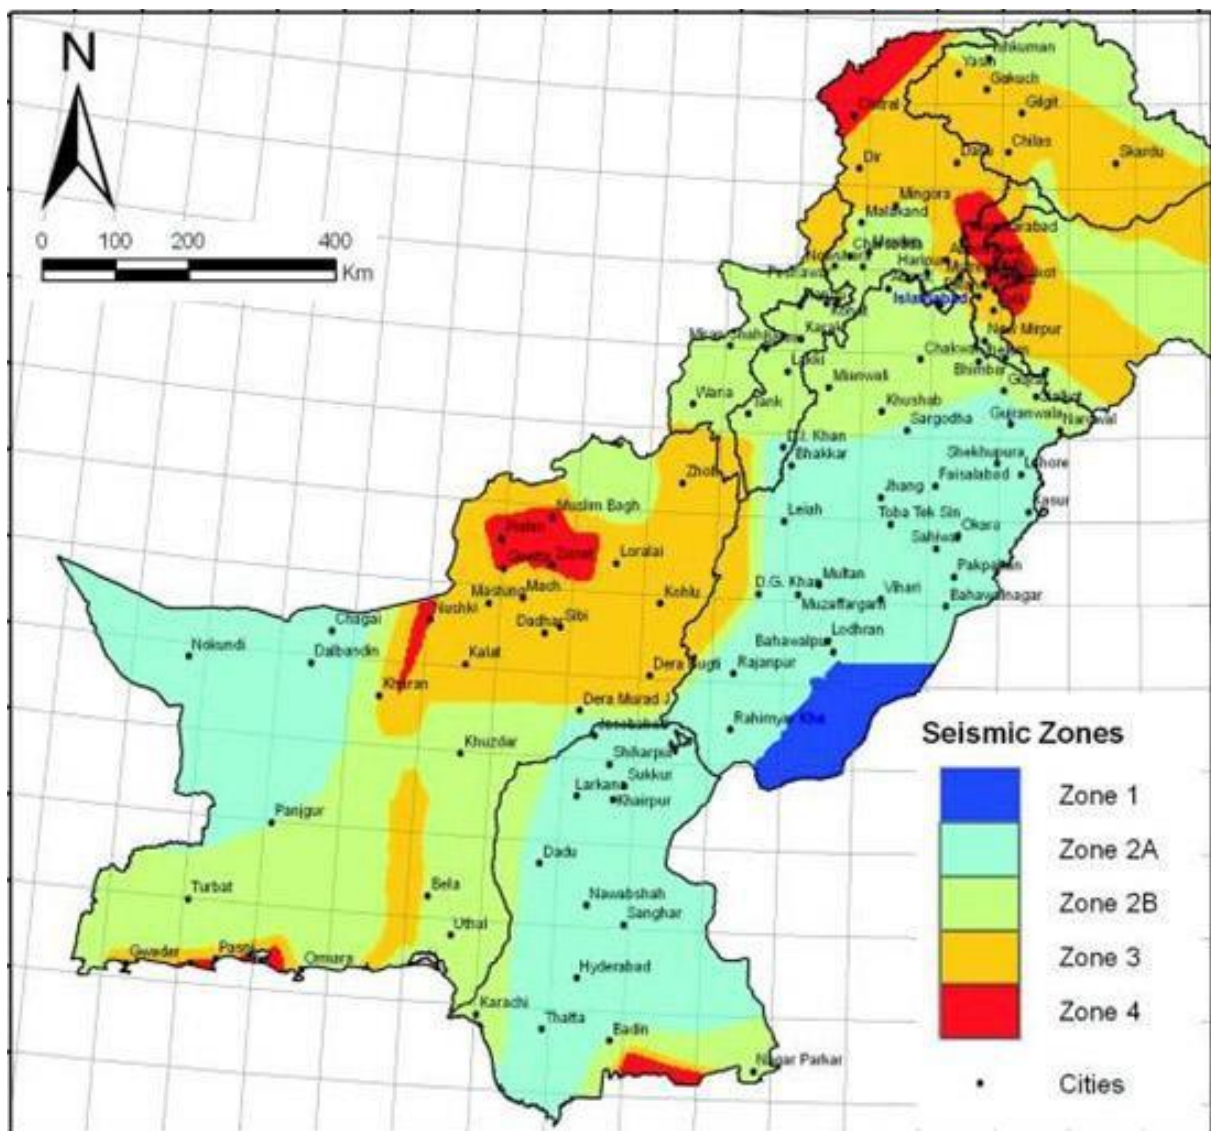 N
0 100 200 400
Km
Ishkuman
Yasin
Gakuch
Gilgit
Chitral
Chilas
Skardu
Dir
Mingora
Malakand
Haripur
Islamabad
New Mirpur
Chakwal
Bhimber
Mianwali
Lakki
Wana
Tank
Khushab
Sargodha
Gujranwala
Narowal
D.I. Khan
Bhakkar
Shekhupura
Lahore
Faisalabad
Zhob
Jhang
Kasur
Muslim Bagh
Leiah
Toba Tek Sin
Okara
Sahiwal
Loralai
Pakpattan
Mach
Mastung
D.G. Khan
Multan
Vihari
Kohlu
Muzaffargarh
Bahawalnagar
Nushki
Chagai
Dadhar
Sibi
Lodhran
Bahawalpur
Nokundi
Dalbandin
Kalat
Dera Bugti
Rajanpur
Kharan
Dera Murad J
Rahimyar Kha
Seismic Zones
Khuzdar
Shikarpur
Sukkur
Larkana
Khairpur
Zone 1
Panjgur
Zone 2A
Dadu
Turbat
Bela
Nawabshah
Zone 2B
Sanghar
Uthal
Gwader
Pasni
Ormara
Zone 3
Hyderabad
Karachi
Thatta
Badin
Zone 4
Nagar Parkar
Cities